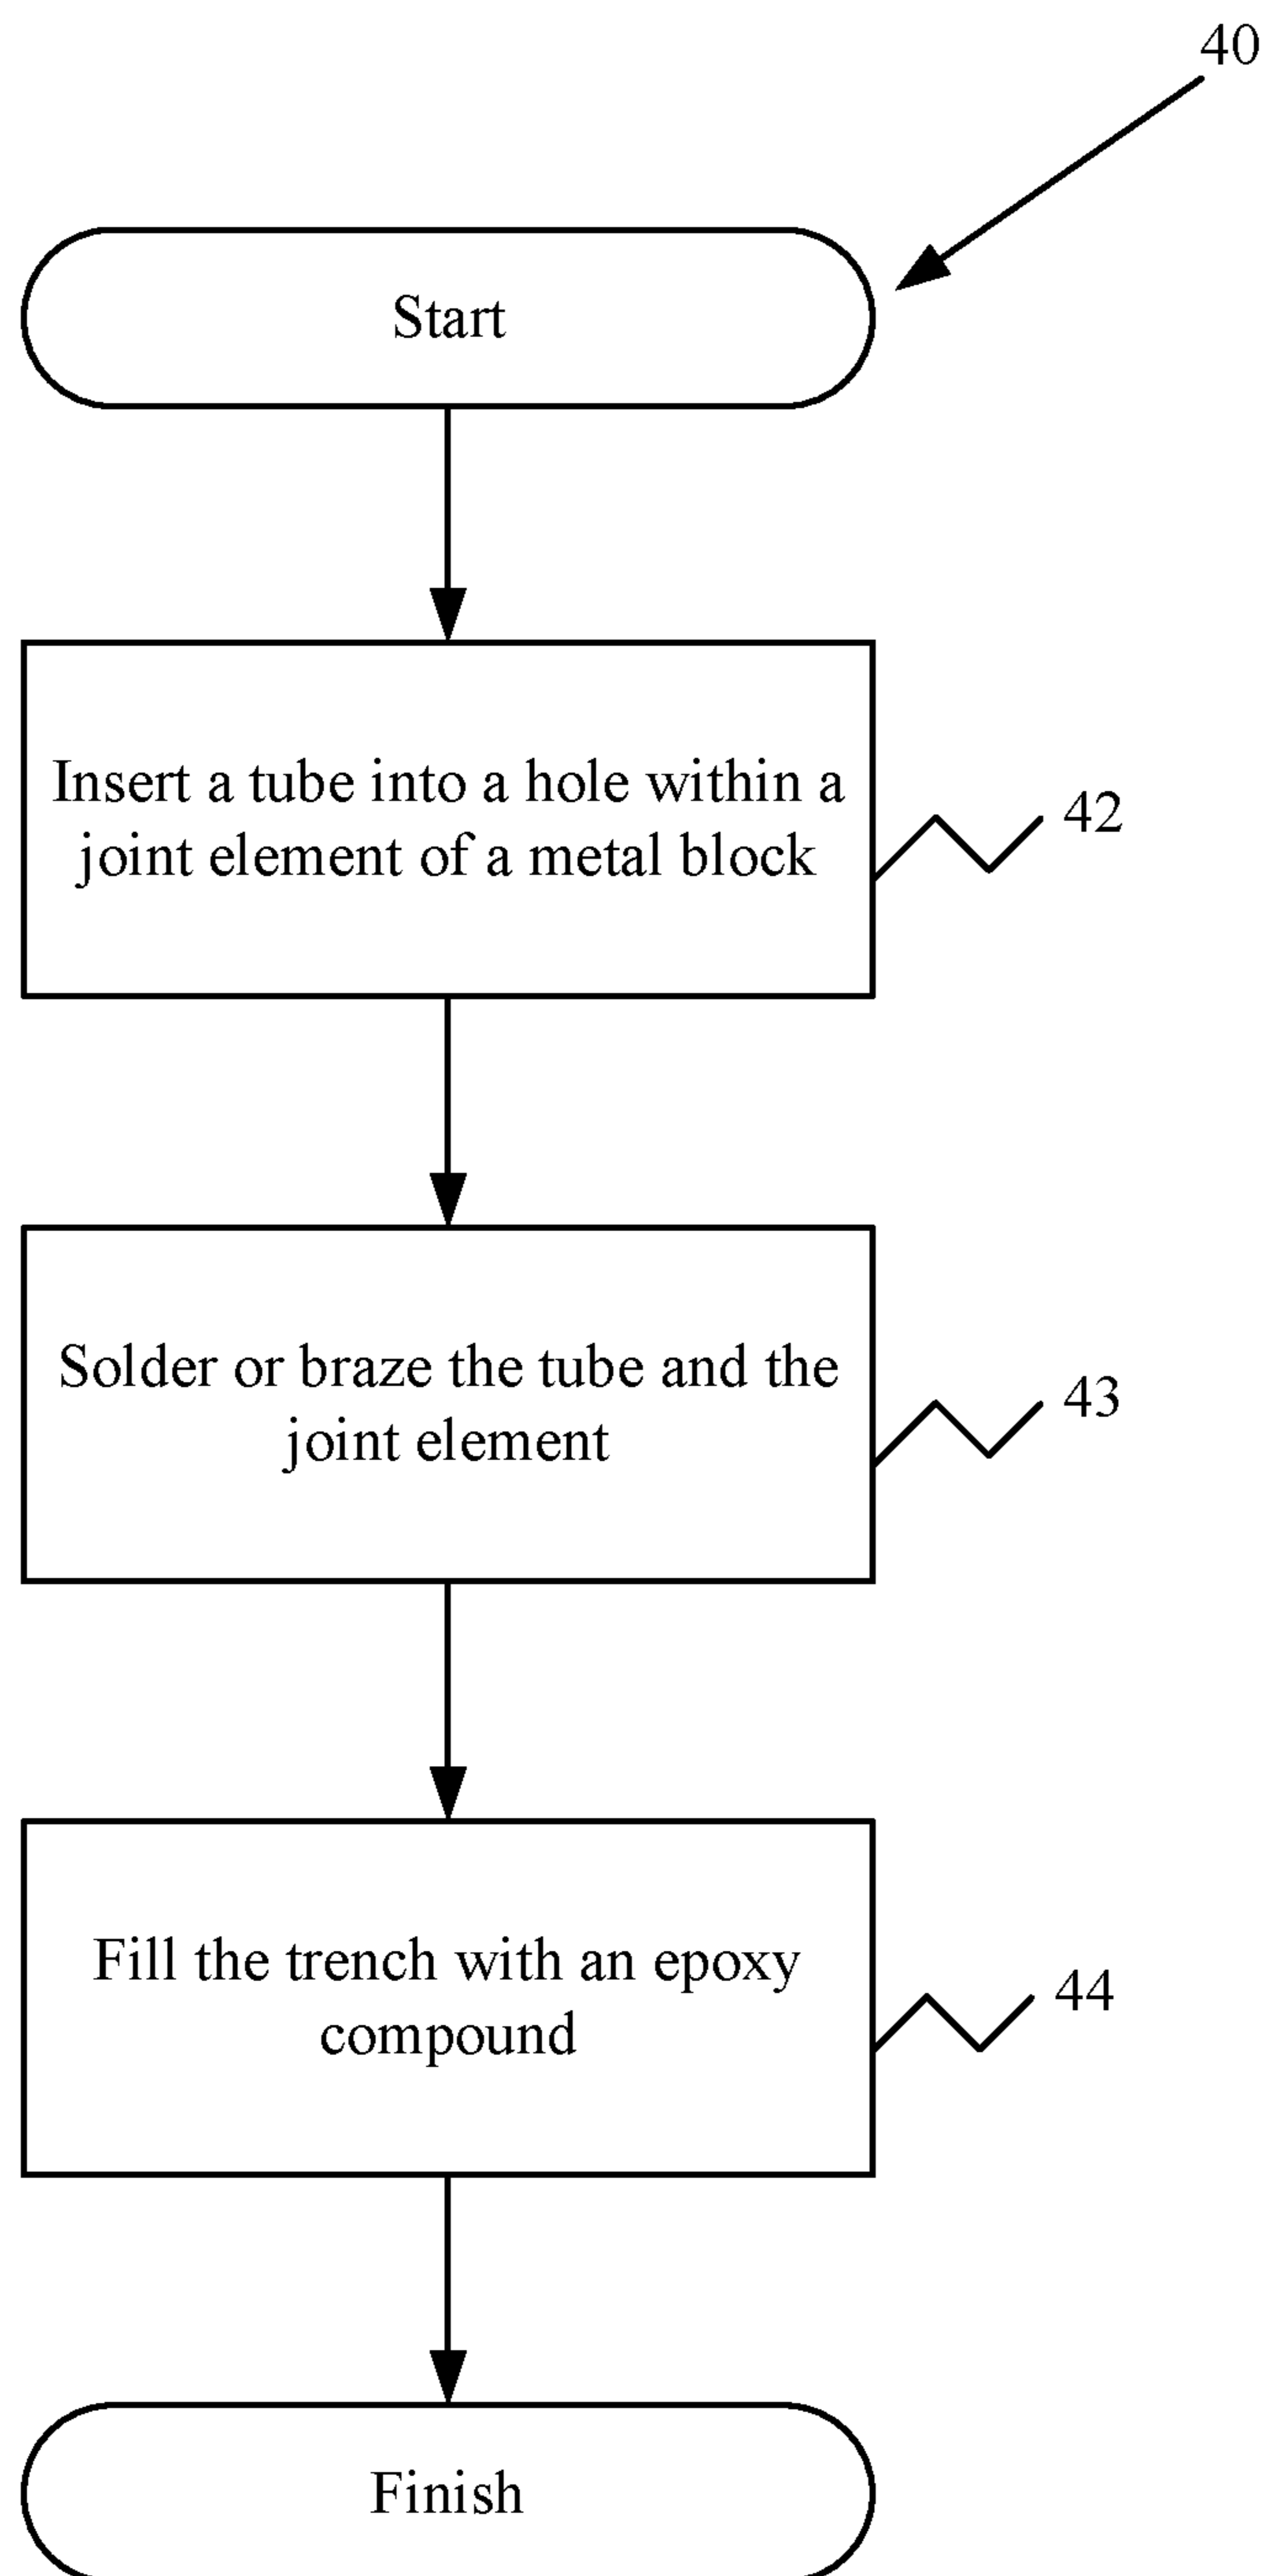 40
Start
Insert a tube into a hole within a
joint element of a metal block
42
Solder or braze the tube and the
joint element
43
Fill the trench with an epoxy
compound
44
Finish